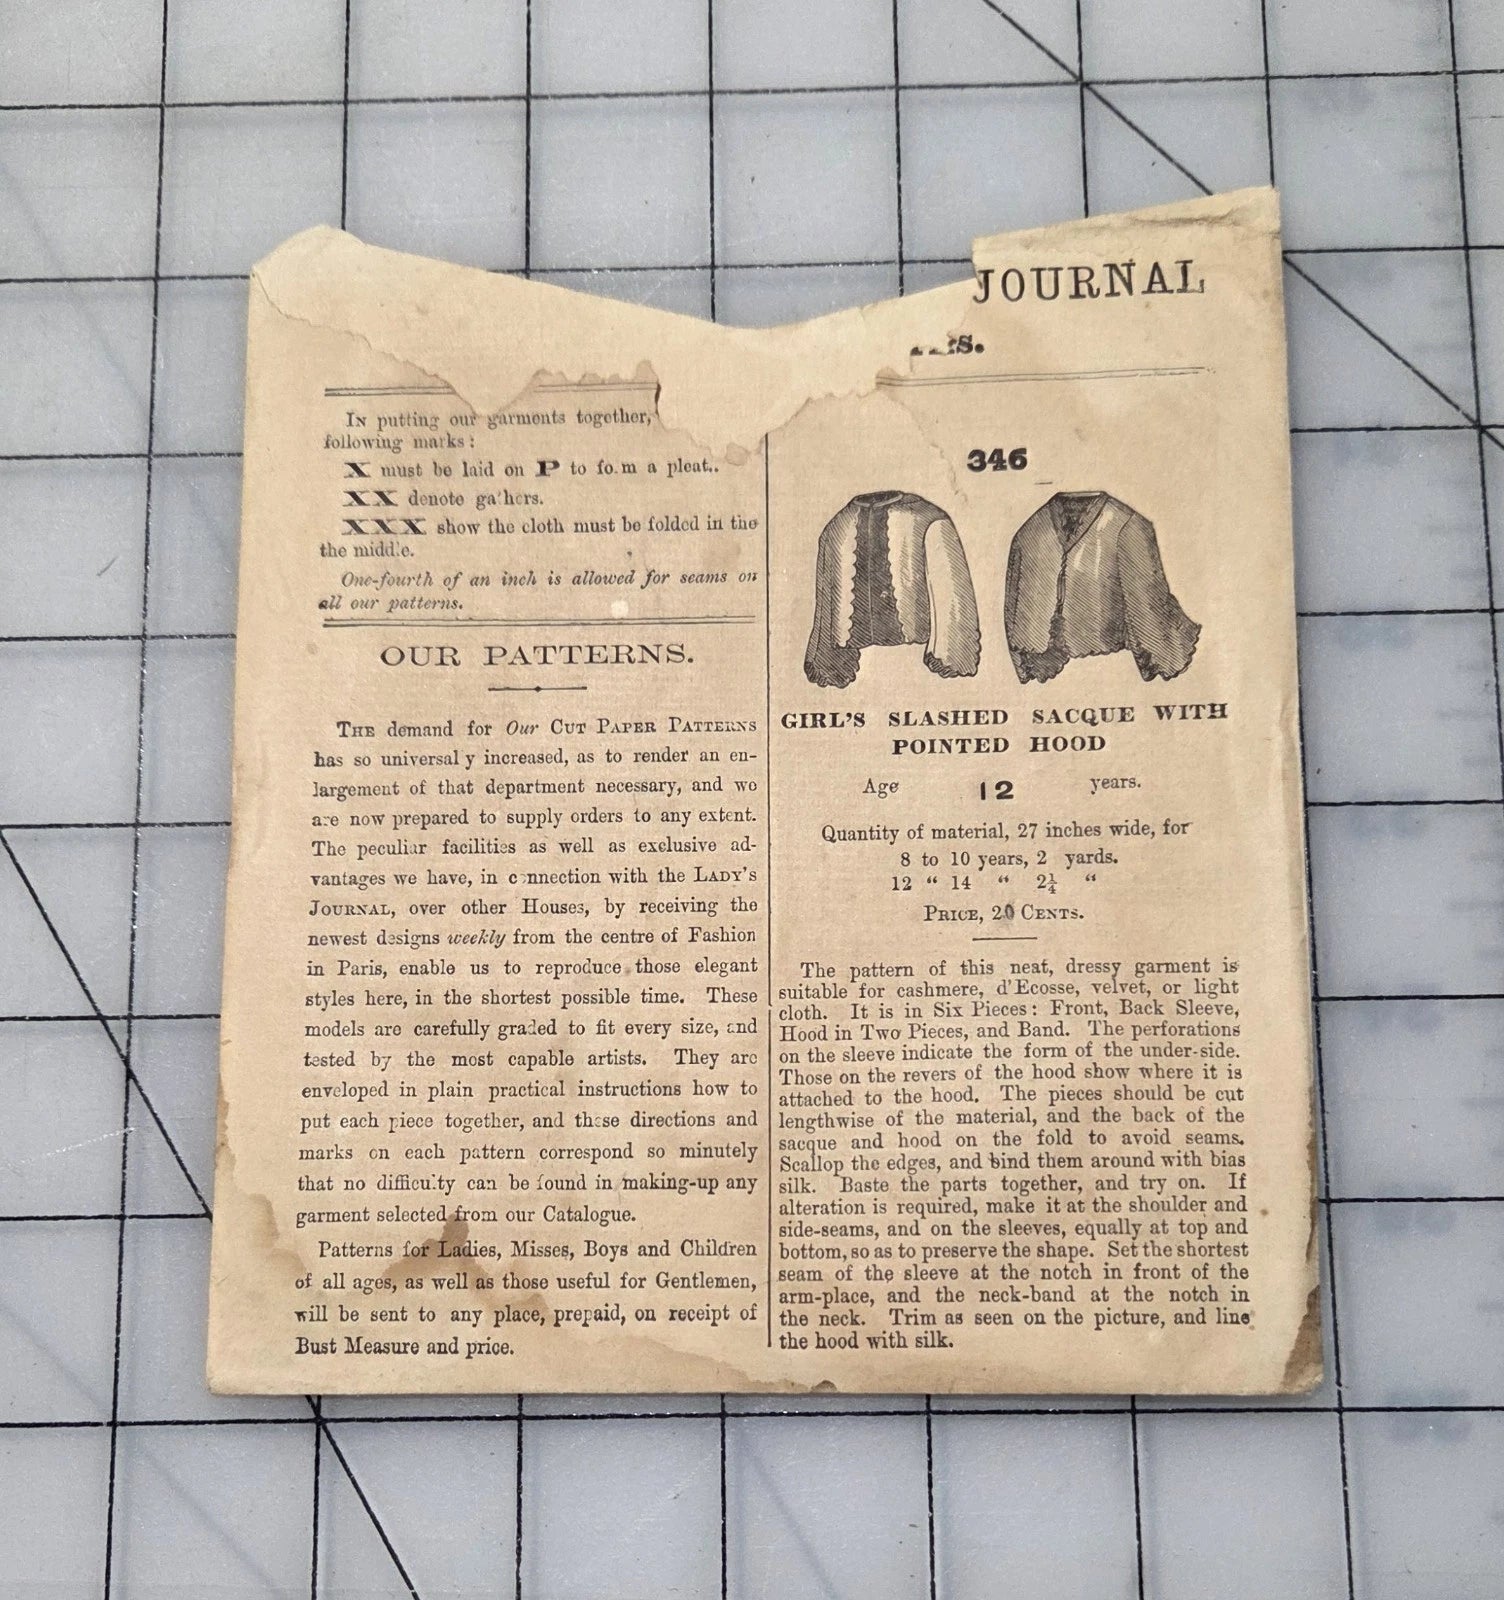 JOURNAL
In putting our garments together,
following marks:
X must be laid on P to fo.m a pleat..
XX denote gathers.
XXX show the cloth must be folded in the
the middle.
One-fourth of an inch is allowed for seams on
all our patterns.
OUR PATTERNS.
The demand for Our Cut Paper Patterns
has so universal y increased, as to render an en-
largement of that department necessary, and we
are now prepared to supply orders to any extent.
The peculiar facilities as well as exclusive ad-
vantages we have, in c nnection with the Lady's
Journal, over other Houses, by receiving the
newest designs weekly from the centre of Fashion
in Paris, enable us to reproduce those elegant
styles here, in the shortest possible time. These
models are carefully graded to fit every size, and
tested by the most capable artists. They are
enveloped in plain practical instructions how to
put each piece together, and these directions and
marks on each pattern correspond so minutely
that no difficulty can be found in making-up any
garment selected from our Catalogue.
Patterns for Ladies, Misses, Boys and Children
of all ages, as well as those useful for Gentlemen,
will be sent to any place, prepaid, on receipt of
Bust Measure and price.
346
GIRL'S SLASHED SACQUE WITH
POINTED HOOD
Age 12 years.
Quantity of material, 27 inches wide, for
8 to 10 years, 2 yards.
12 “ 14 “ 2¼ “
Price, 20 Cents.
The pattern of this neat, dressy garment is
suitable for cashmere, d'Ecosse, velvet, or light
cloth. It is in Six Pieces: Front, Back Sleeve,
Hood in Two Pieces, and Band. The perforations
on the sleeve indicate the form of the under-side.
Those on the revers of the hood show where it is
attached to the hood. The pieces should be cut
lengthwise of the material, and the back of the
sacque and hood on the fold to avoid seams.
Scallop the edges, and bind them around with bias
silk. Baste the parts together, and try on. If
alteration is required, make it at the shoulder and
side-seams, and on the sleeves, equally at top and
bottom, so as to preserve the shape. Set the shortest
seam of the sleeve at the notch in front of the
arm-place, and the neck-band at the notch in
the neck. Trim as seen on the picture, and line
the hood with silk.